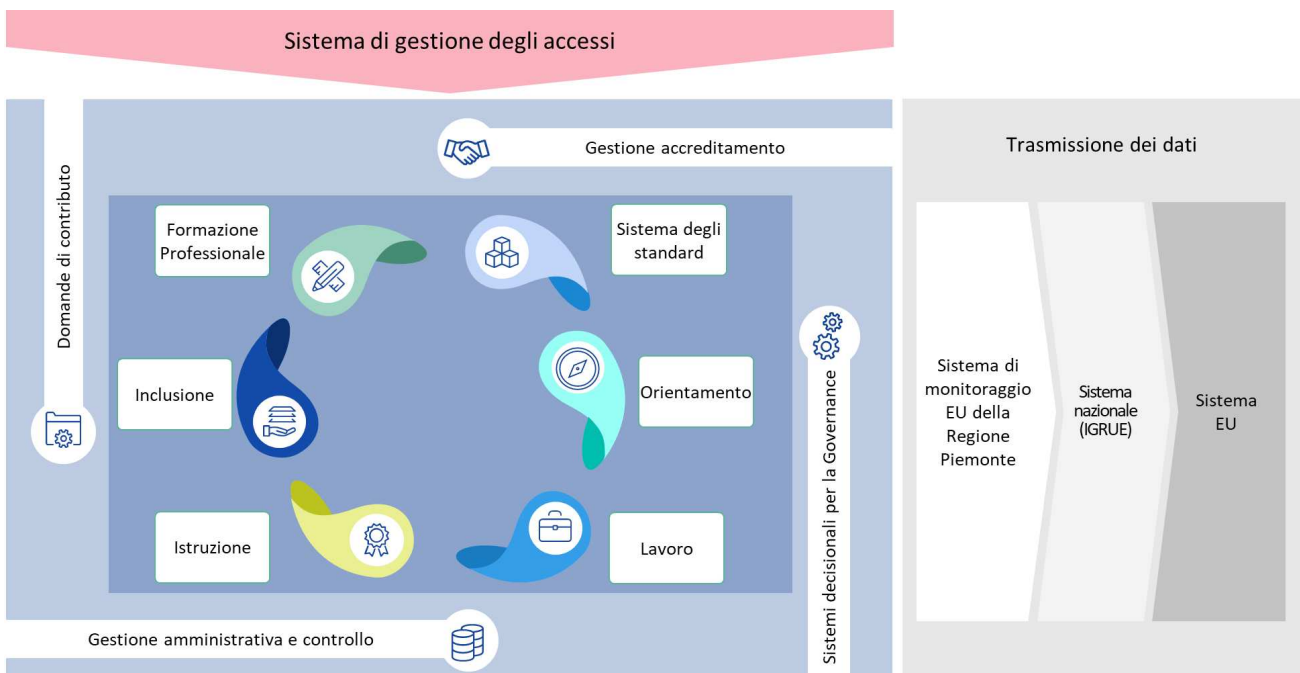 Sistema di gestione degli accessi
Gestione accreditamento
Domande di contributo
Formazione
Professionale
Sistema degli
standard
Inclusione
Orientamento
Istruzione
Lavoro
Sistemi decisionali per la Governance
Gestione amministrativa e controllo
Trasmissione dei dati
Sistema di
monitoraggio
EU della
Regione
Piemonte
Sistema
nazionale
(IGRUE)
Sistema
EU